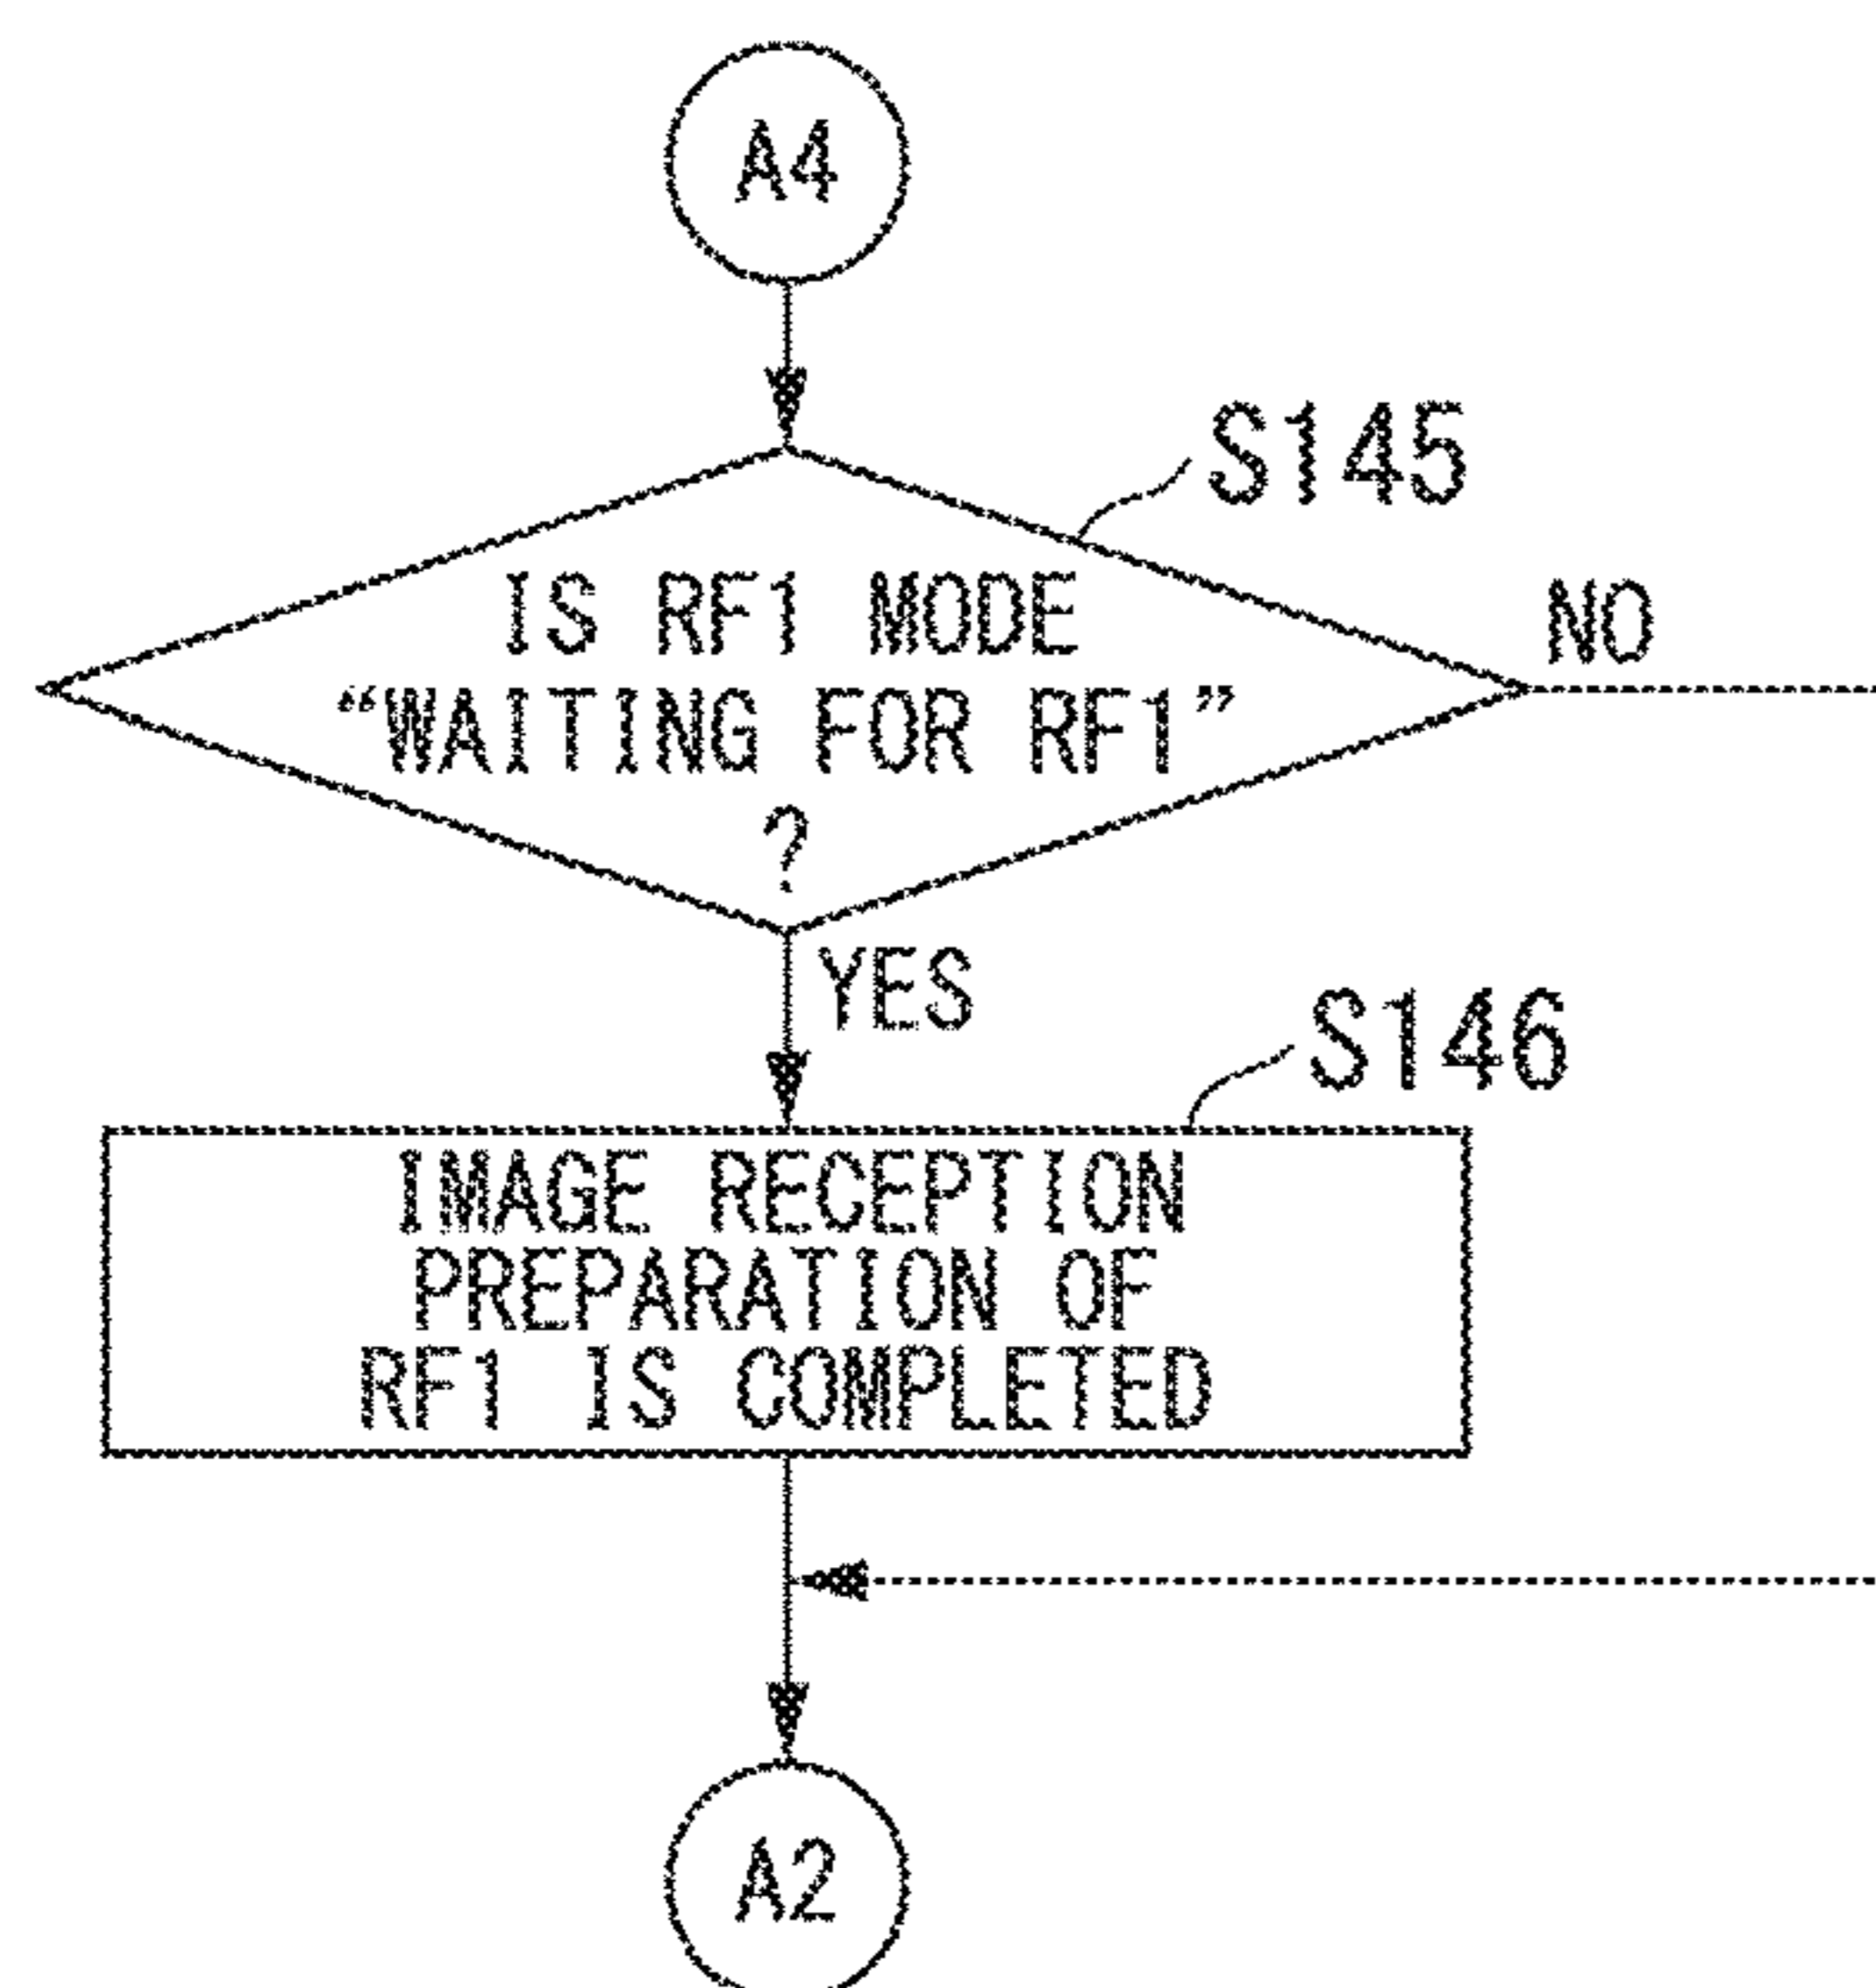 A4
S145
IS RF1 MODE
“WAITING FOR RF1”
?
NO
YES
S146
IMAGE RECEPTION
PREPARATION OF
RF1 IS COMPLETED
A2